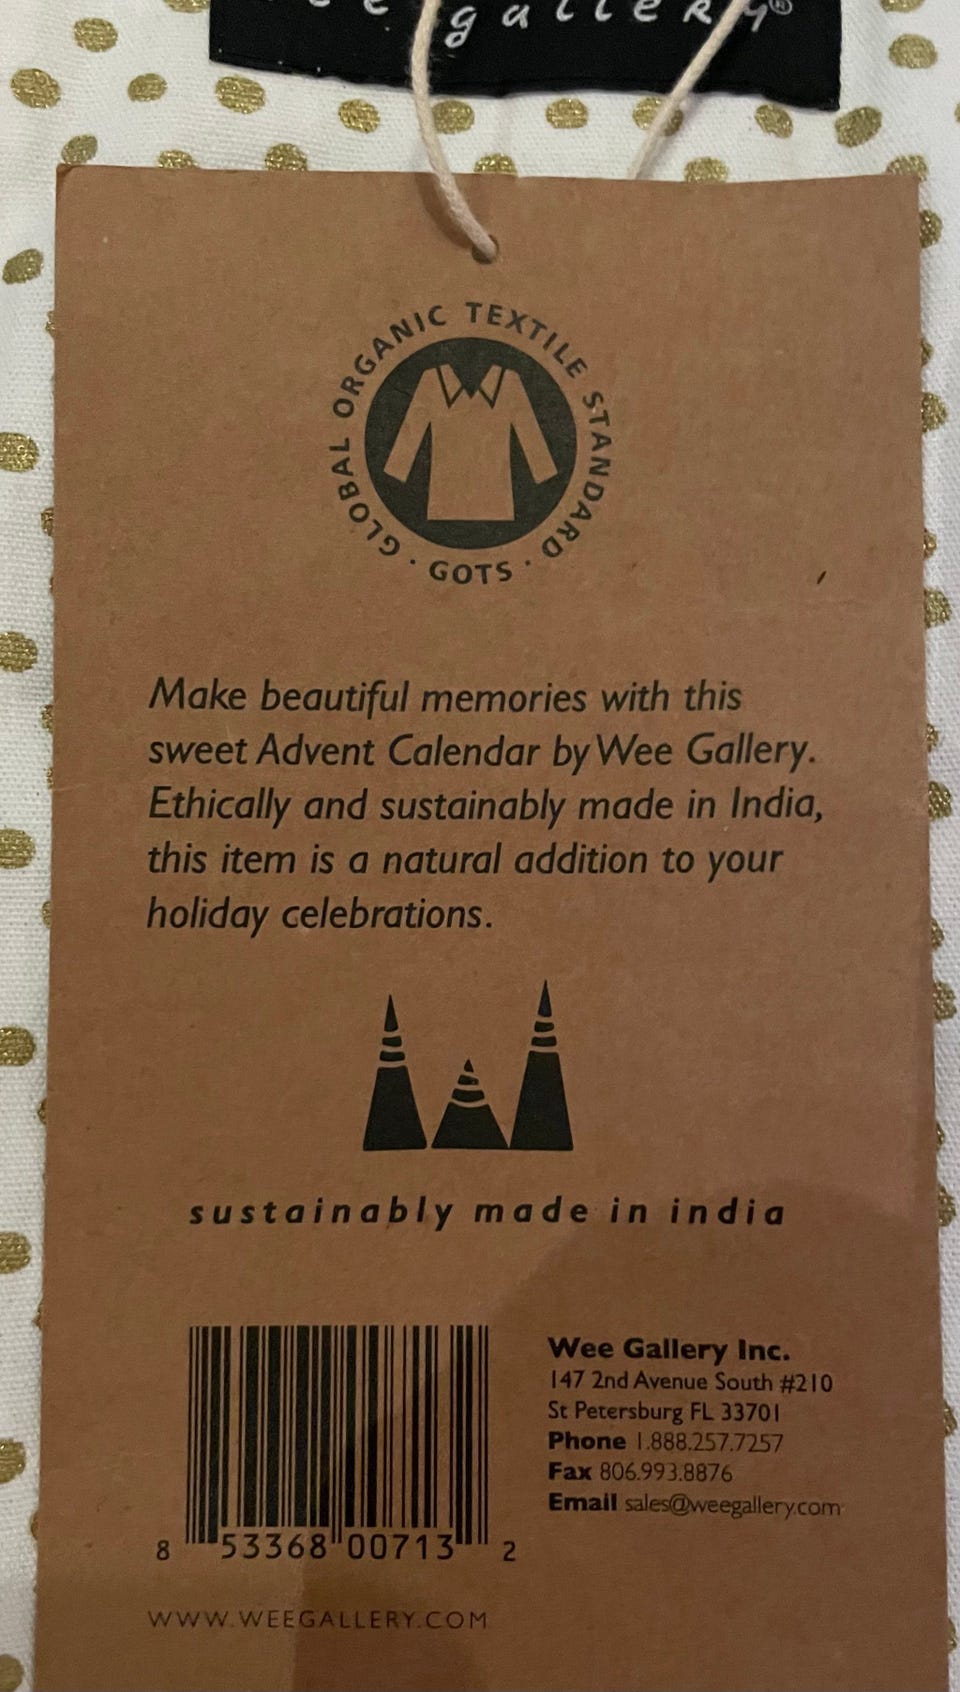 gallery®
GLOBAL ORGANIC TEXTILE STANDARD
· GOTS ·
Make beautiful memories with this
sweet Advent Calendar by Wee Gallery.
Ethically and sustainably made in India,
this item is a natural addition to your
holiday celebrations.
sustainably made in india
Wee Gallery Inc.
147 2nd Avenue South #210
St Petersburg FL 33701
Phone 1.888.257.7257
Fax 806.993.8876
Email sales@weegallery.com
8 53368 00713 2
WWW.WEEGALLERY.COM